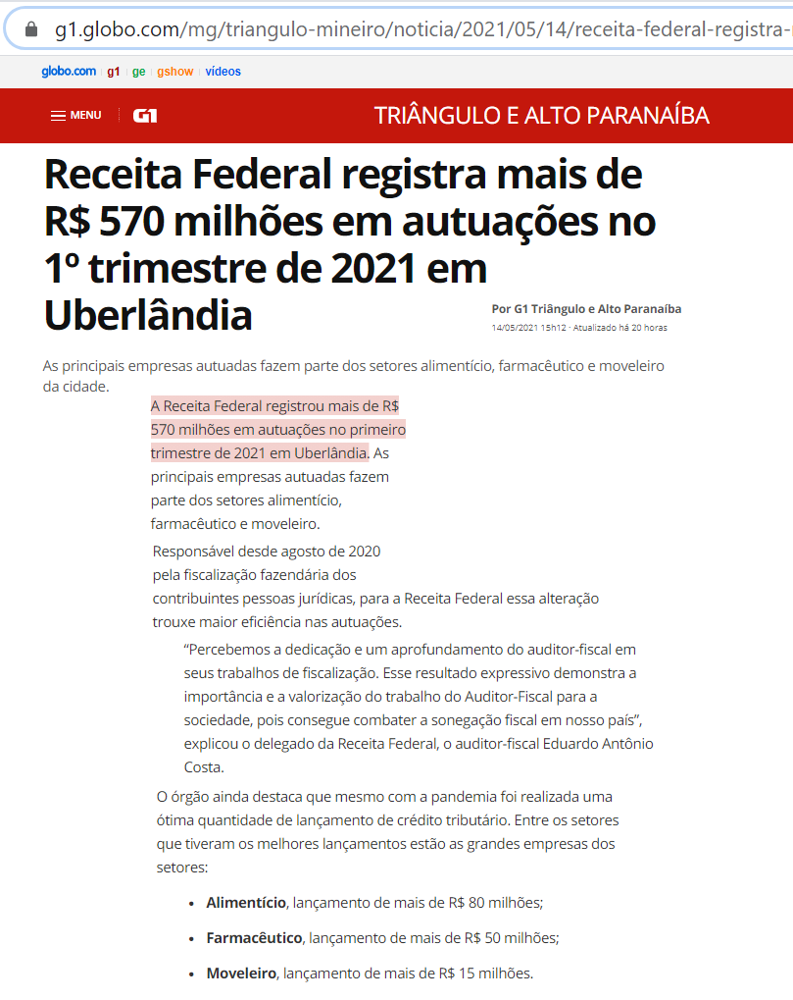 g1.globo.com/mg/triangulo-mineiro/noticia/2021/05/14/receita-federal-registra-
globo.com g1 ge gshow vídeos
MENU G1 TRIÂNGULO E ALTO PARANAÍBA
Receita Federal registra mais de
R$ 570 milhões em autuações no
1º trimestre de 2021 em
Uberlândia
Por G1 Triângulo e Alto Paranaíba
14/05/2021 15h12 · Atualizado há 20 horas
As principais empresas autuadas fazem parte dos setores alimentício, farmacêutico e moveleiro
da cidade.
A Receita Federal registrou mais de R$
570 milhões em autuações no primeiro
trimestre de 2021 em Uberlândia. As
principais empresas autuadas fazem
parte dos setores alimentício,
farmacêutico e moveleiro.
Responsável desde agosto de 2020
pela fiscalização fazendária dos
contribuintes pessoas jurídicas, para a Receita Federal essa alteração
trouxe maior eficiência nas autuações.
“Percebemos a dedicação e um aprofundamento do auditor-fiscal em
seus trabalhos de fiscalização. Esse resultado expressivo demonstra a
importância e a valorização do trabalho do Auditor-Fiscal para a
sociedade, pois consegue combater a sonegação fiscal em nosso país”,
explicou o delegado da Receita Federal, o auditor-fiscal Eduardo Antônio
Costa.
O órgão ainda destaca que mesmo com a pandemia foi realizada uma
ótima quantidade de lançamento de crédito tributário. Entre os setores
que tiveram os melhores lançamentos estão as grandes empresas dos
setores:
• Alimentício, lançamento de mais de R$ 80 milhões;
• Farmacêutico, lançamento de mais de R$ 50 milhões;
• Moveleiro, lançamento de mais de R$ 15 milhões.